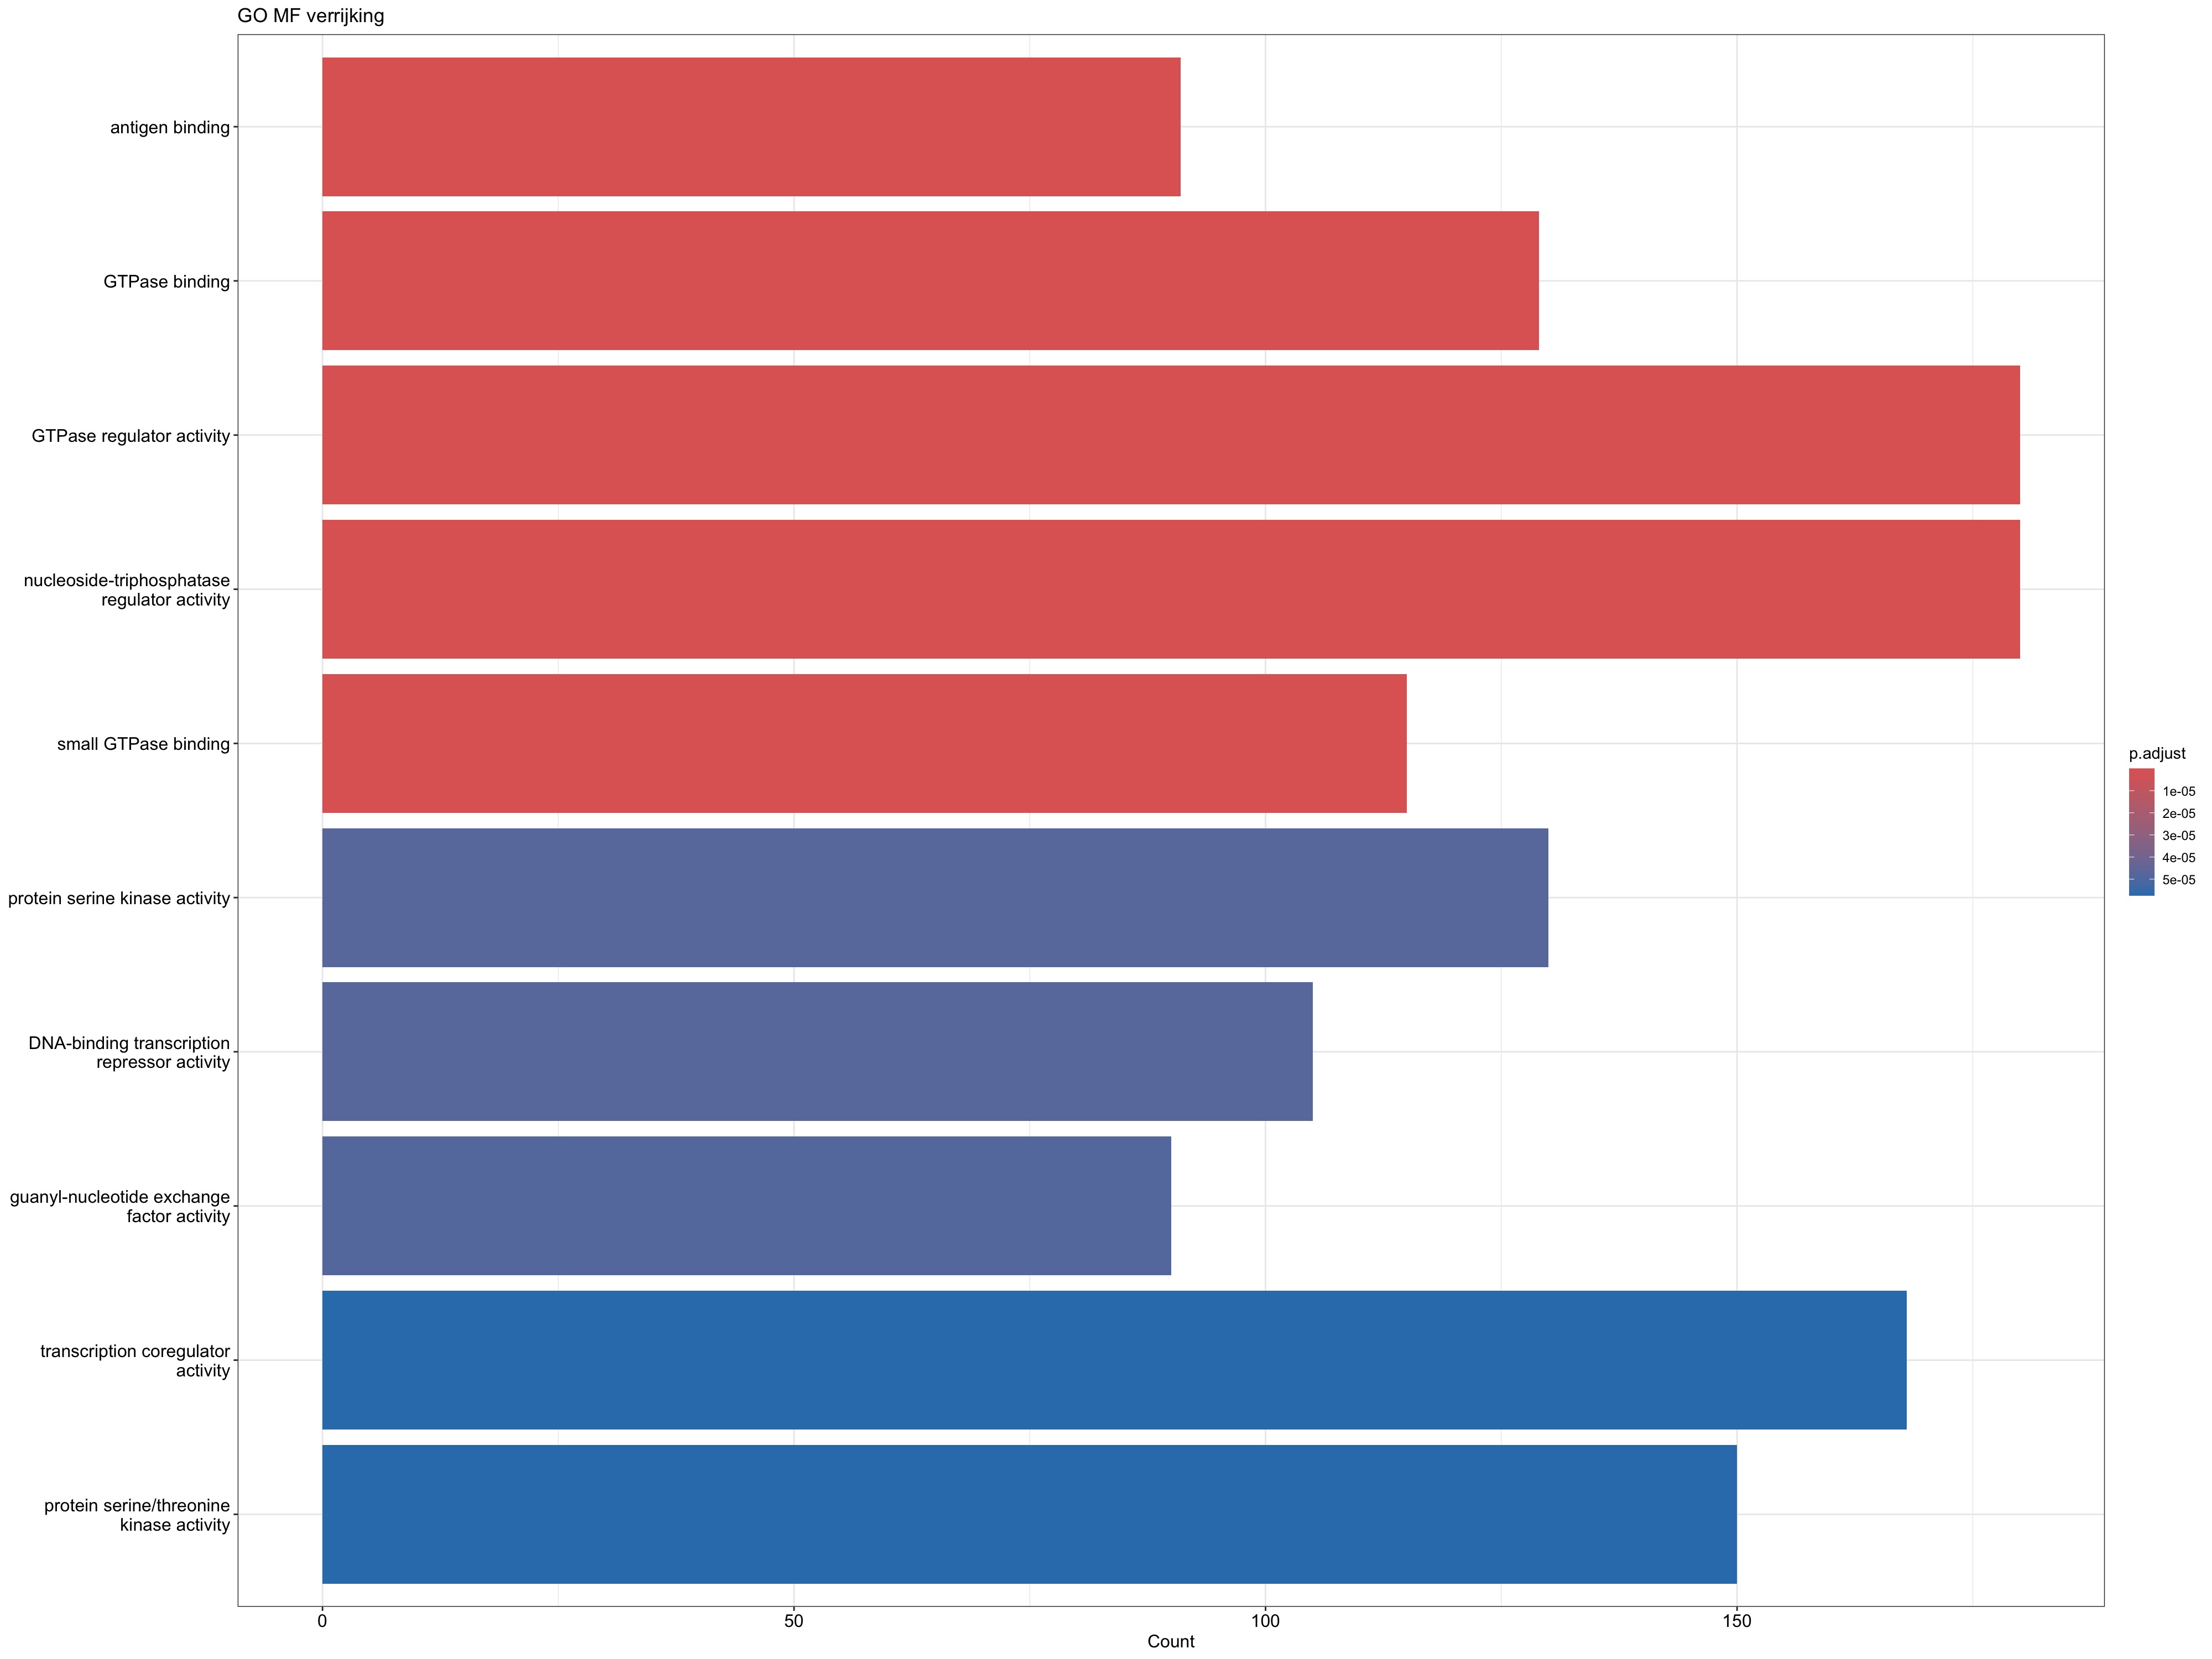 GO MF verrijking
antigen binding
GTPase binding
GTPase regulator activity
nucleoside-triphosphatase
regulator activity
small GTPase binding
protein serine kinase activity
DNA-binding transcription
repressor activity
guanyl-nucleotide exchange
factor activity
transcription coregulator
activity
protein serine/threonine
kinase activity
0
50
100
150
Count
p.adjust
1e-05
2e-05
3e-05
4e-05
5e-05